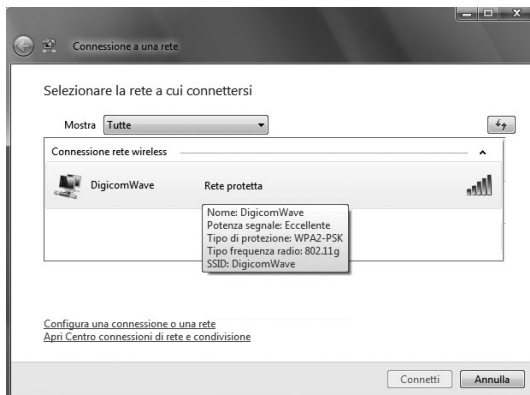 Connessione a una rete
Selezionare la rete a cui connettersi
Mostra Tutte
Connessione rete wireless
DigicomWave Rete protetta
Nome: DigicomWave
Potenza segnale: Eccellente
Tipo di protezione: WPA2-PSK
Tipo frequenza radio: 802.11g
SSID: DigicomWave
Configura una connessione o una rete
Apri Centro connessioni di rete e condivisione
Connetti Annulla